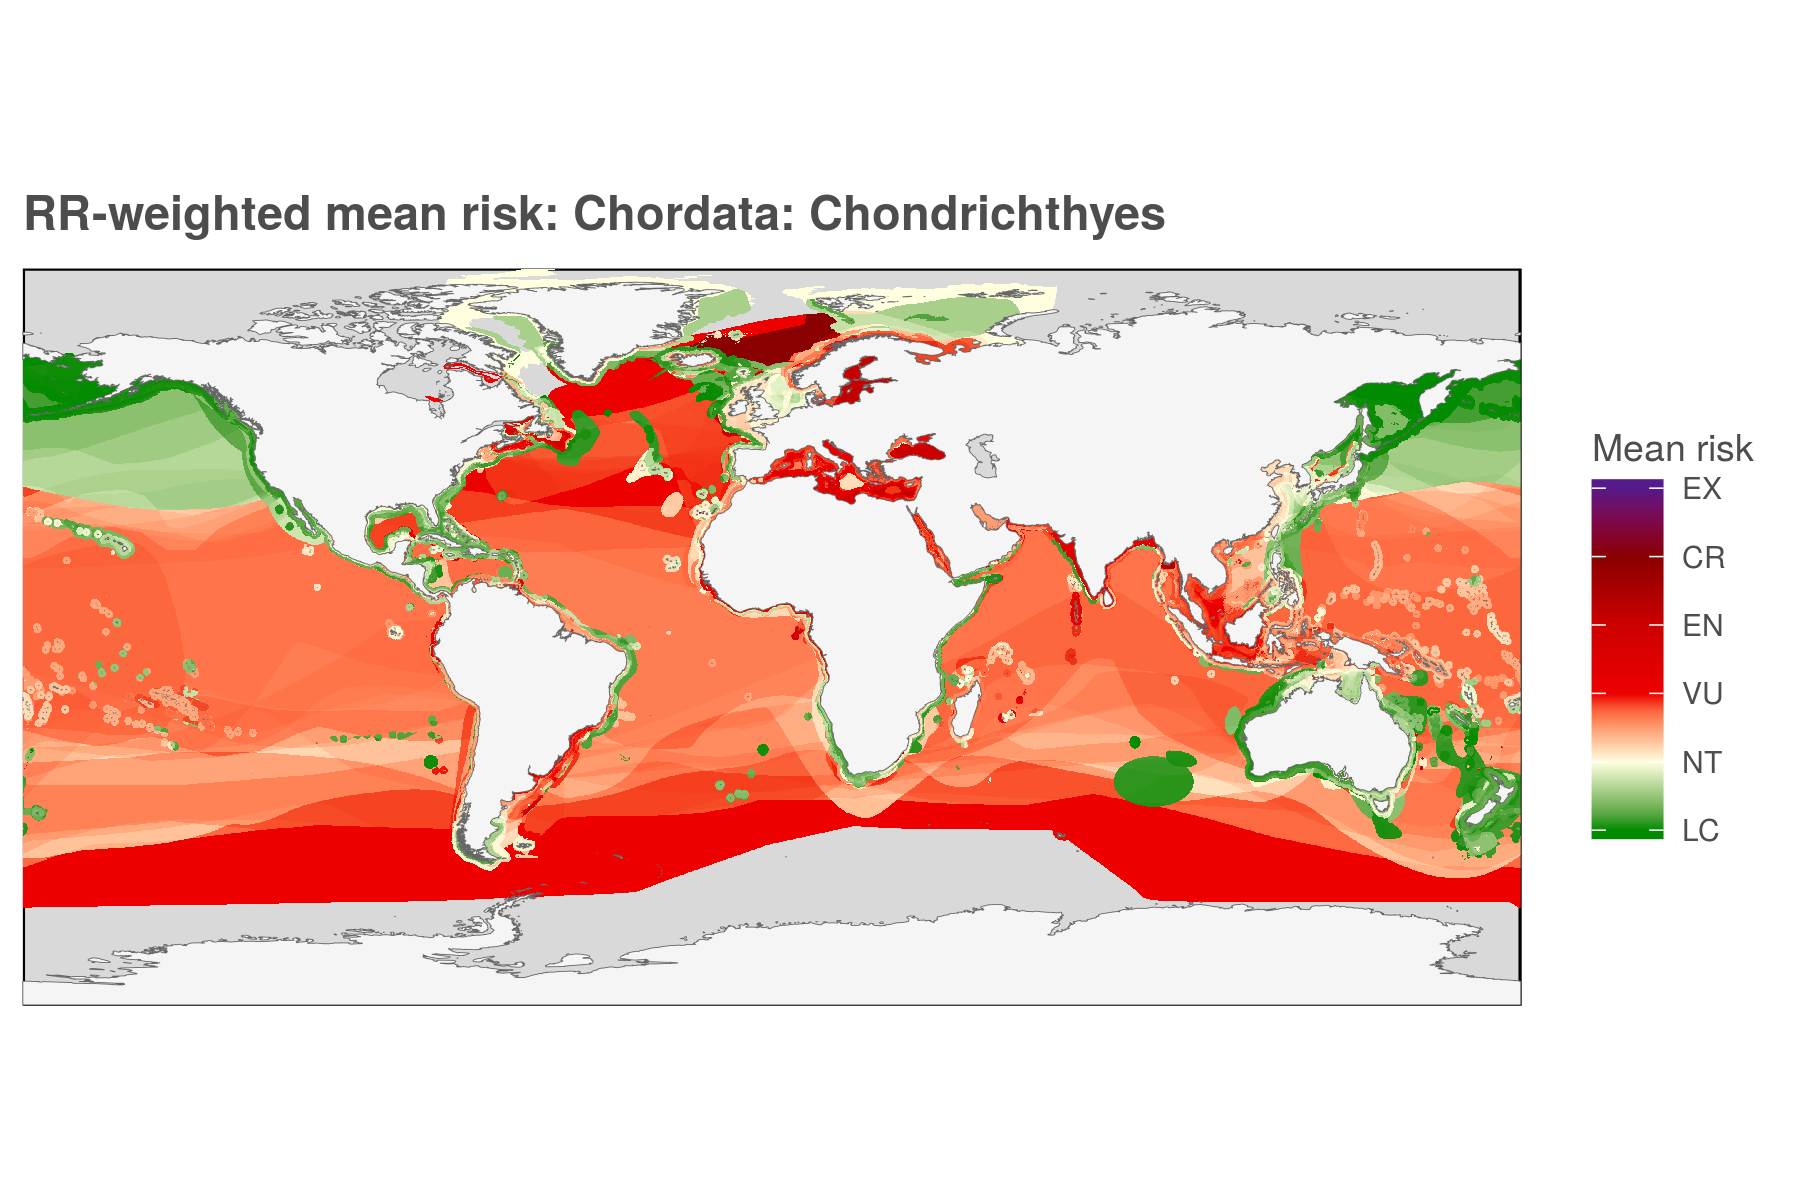 RR-weighted mean risk: Chordata: Chondrichthyes
Mean risk
EX
CR
EN
VU
NT
LC